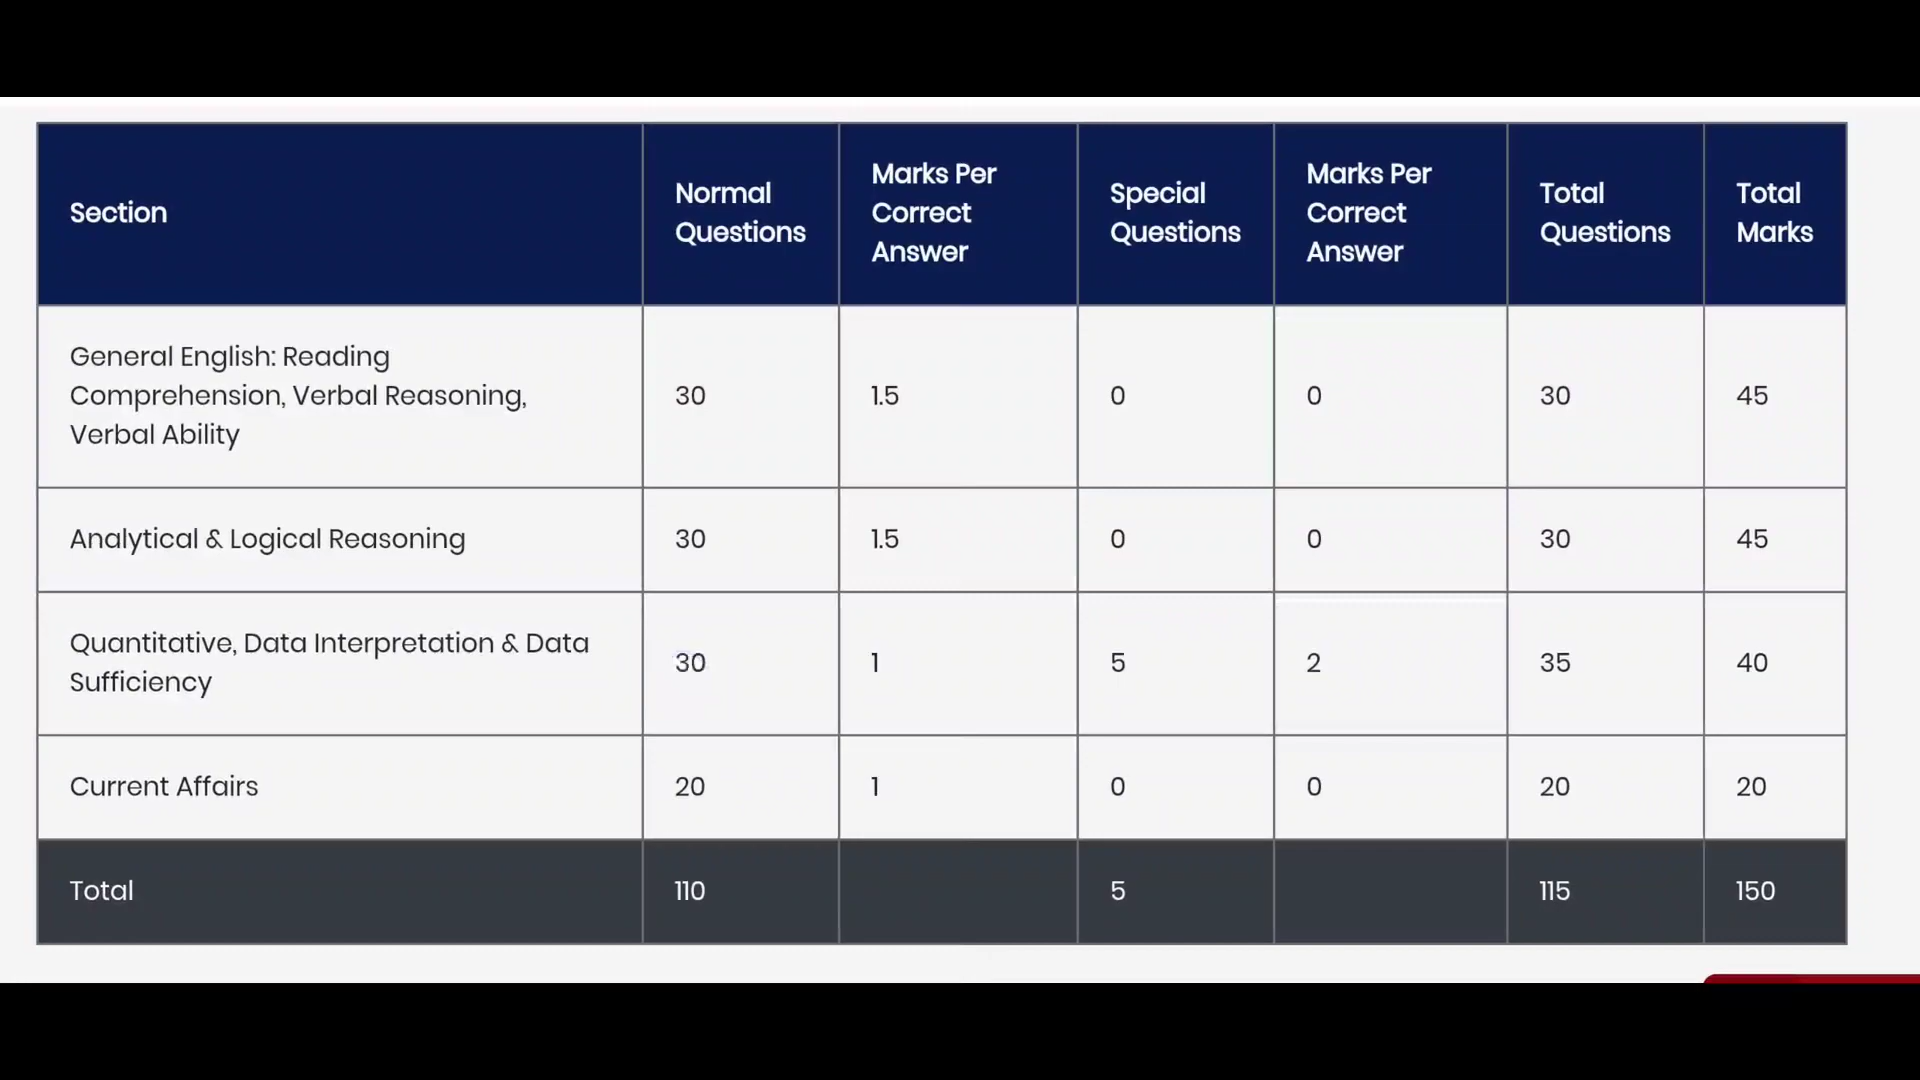 Section
Normal
Questions
Marks Per
Correct
Answer
Special
Questions
Marks Per
Correct
Answer
Total
Questions
Total
Marks
General English: Reading
Comprehension, Verbal Reasoning,
Verbal Ability
30
1.5
0
0
30
45
Analytical & Logical Reasoning
30
1.5
0
0
30
45
Quantitative, Data Interpretation & Data
Sufficiency
30
1
5
2
35
40
Current Affairs
20
1
0
0
20
20
Total
110
5
115
150